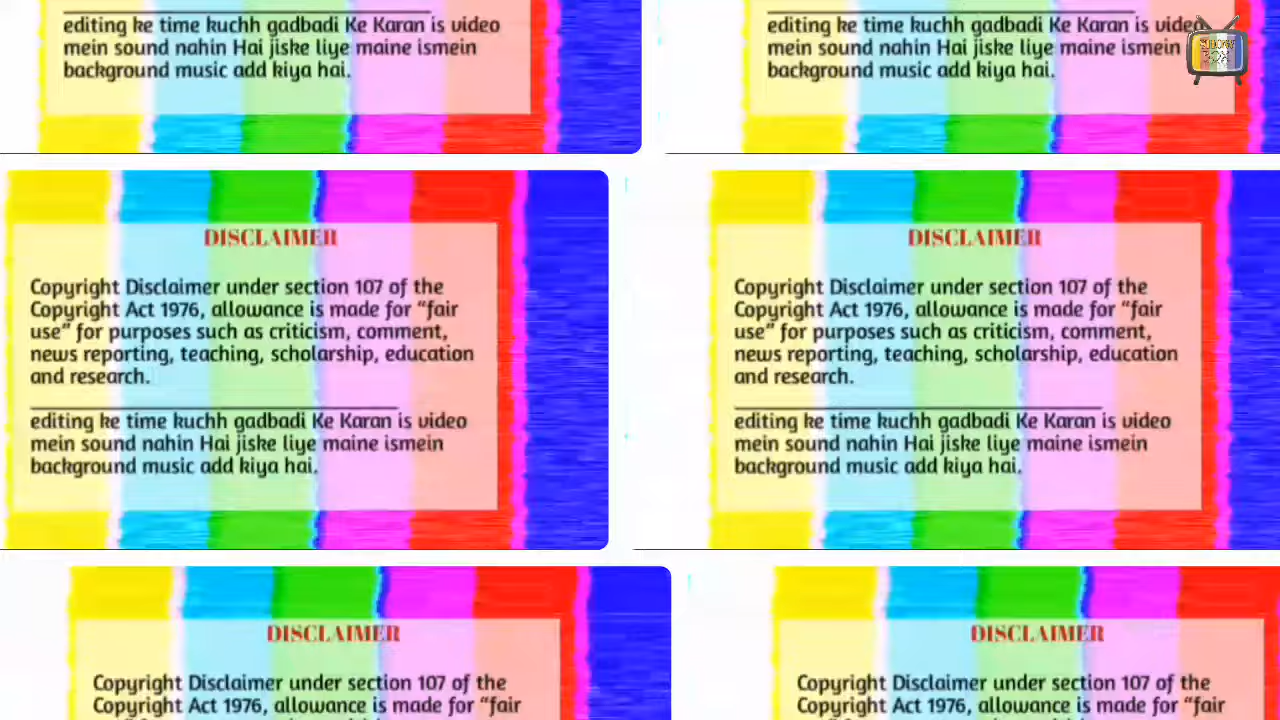 editing ke time kuchh gadbadi Ke Karan is video
mein sound nahin Hai jiske liye maine ismein
background music add kiya hai.
editing ke time kuchh gadbadi Ke Karan is video
mein sound nahin Hai jiske liye maine ismein
background music add kiya hai.
SHOW
BOX
DISCLAIMER
Copyright Disclaimer under section 107 of the
Copyright Act 1976, allowance is made for “fair
use” for purposes such as criticism, comment,
news reporting, teaching, scholarship, education
and research.
editing ke time kuchh gadbadi Ke Karan is video
mein sound nahin Hai jiske liye maine ismein
background music add kiya hai.
DISCLAIMER
Copyright Disclaimer under section 107 of the
Copyright Act 1976, allowance is made for “fair
use” for purposes such as criticism, comment,
news reporting, teaching, scholarship, education
and research.
editing ke time kuchh gadbadi Ke Karan is video
mein sound nahin Hai jiske liye maine ismein
background music add kiya hai.
DISCLAIMER
Copyright Disclaimer under section 107 of the
Copyright Act 1976, allowance is made for “fair
DISCLAIMER
Copyright Disclaimer under section 107 of the
Copyright Act 1976, allowance is made for “fair